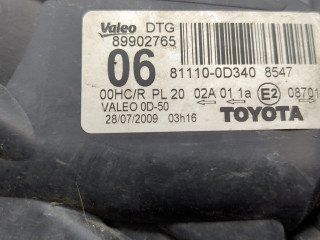 Valeo DTG
89902765
06 81110-0D340 8547
00HC/R PL 20 02A 01 1a E2 08701
VALEO 0D-50
28/07/2009 03h16 TOYOTA